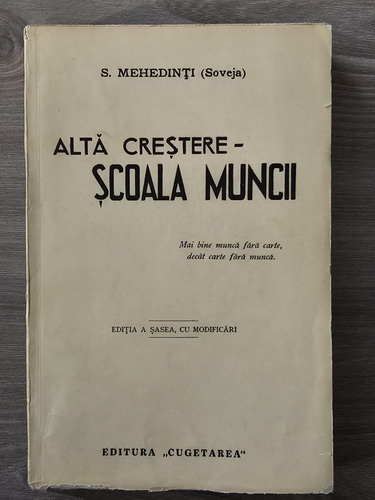 S. MEHEDINȚI (Soveja)
ALTĂ CREȘTERE -
ȘCOALA MUNCII
Mai bine muncă fără carte,
decât carte fără muncă.
EDIȚIA A ȘASEA, CU MODIFICĂRI
EDITURA „CUGETAREA"